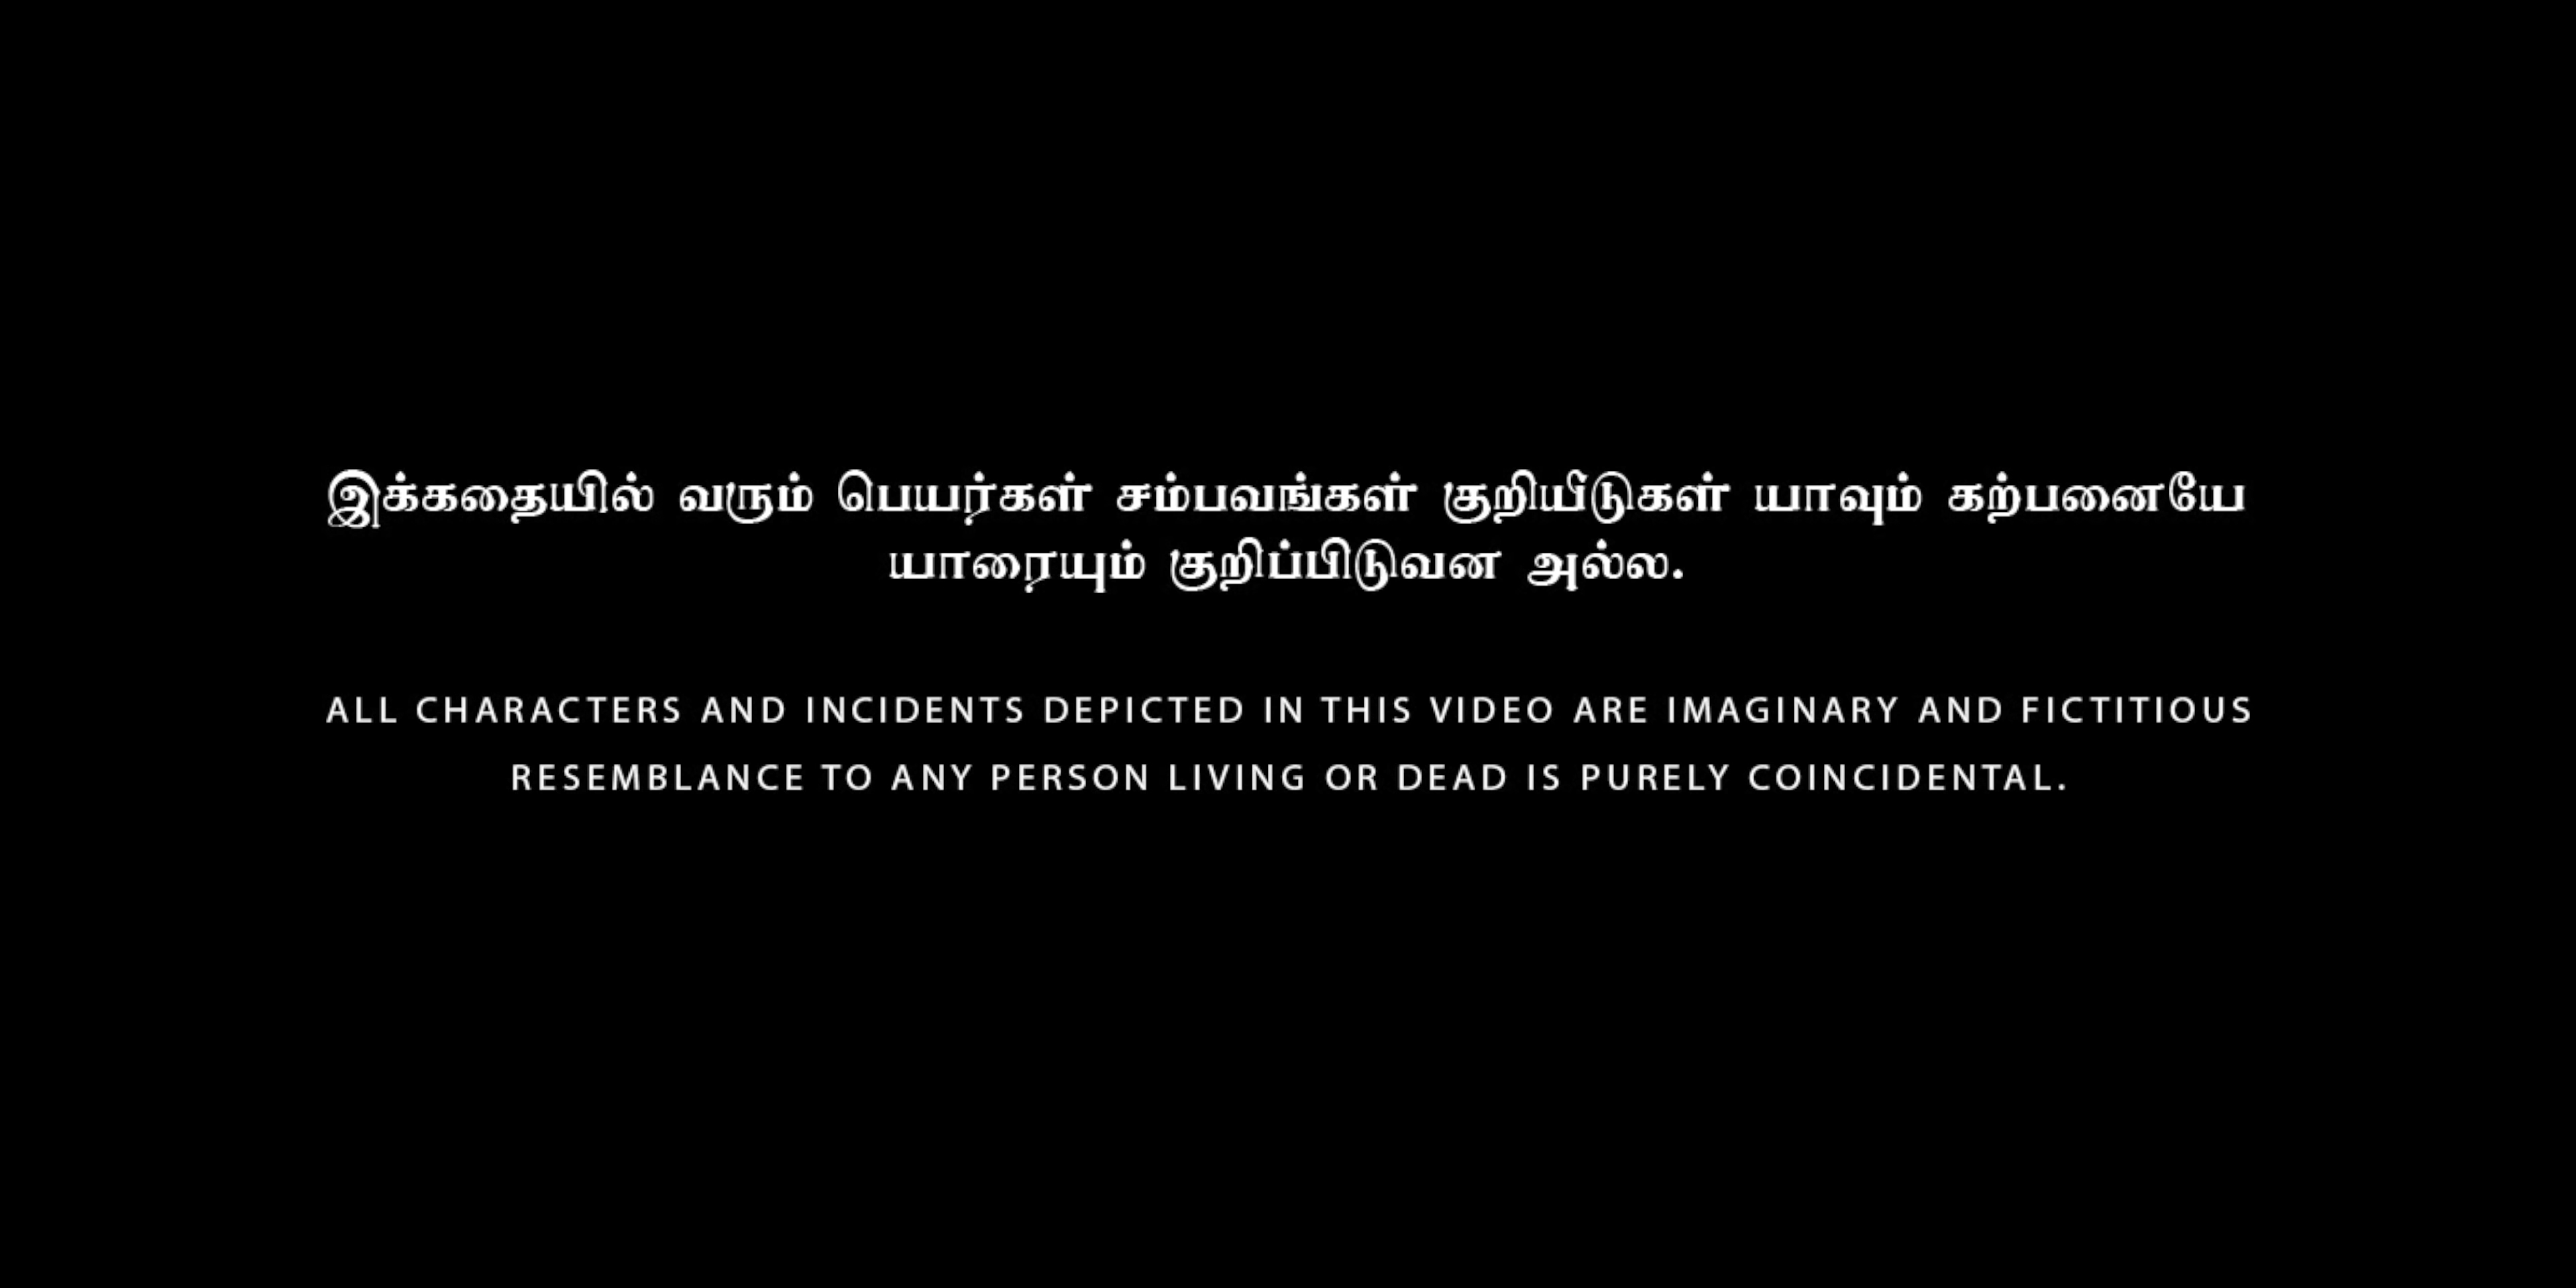 இக்கதையில் வரும் பெயர்கள் சம்பவங்கள் குறியீடுகள் யாவும் கற்பனையே
யாரையும் குறிப்பிடுவன அல்ல.
ALL CHARACTERS AND INCIDENTS DEPICTED IN THIS VIDEO ARE IMAGINARY AND FICTITIOUS
RESEMBLANCE TO ANY PERSON LIVING OR DEAD IS PURELY COINCIDENTAL.